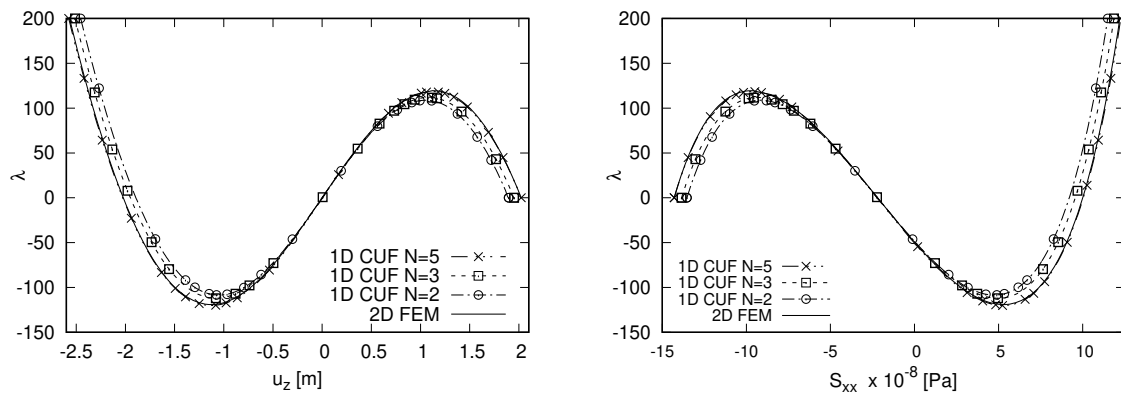 200
150
100
50
0
-50
-100
-150
λ
-2.5
-2
-1.5
-1
-0.5
0
0.5
1
1.5
2
u_z [m]
1D CUF N=5
1D CUF N=3
1D CUF N=2
2D FEM
200
150
100
50
0
-50
-100
-150
λ
-15
-10
-5
0
5
10
S_xx x 10^-8 [Pa]
1D CUF N=5
1D CUF N=3
1D CUF N=2
2D FEM